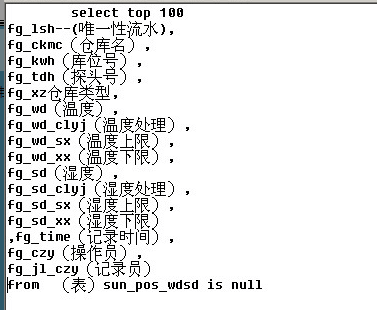 select top 100
fg_lsh--(唯一性流水),
fg_ckmc（仓库名）,
fg_kwh（库位号）,
fg_tdh（探头号）,
fg_xz仓库类型,
fg_wd（温度）,
fg_wd_clyj（温度处理）,
fg_wd_sx（温度上限）,
fg_wd_xx（温度下限）,
fg_sd（湿度）,
fg_sd_clyj（湿度处理）,
fg_sd_sx（湿度上限）,
fg_sd_xx（湿度下限）
,fg_time（记录时间）,
fg_czy（操作员）,
fg_jl_czy（记录员）
from （表）sun_pos_wdsd is null